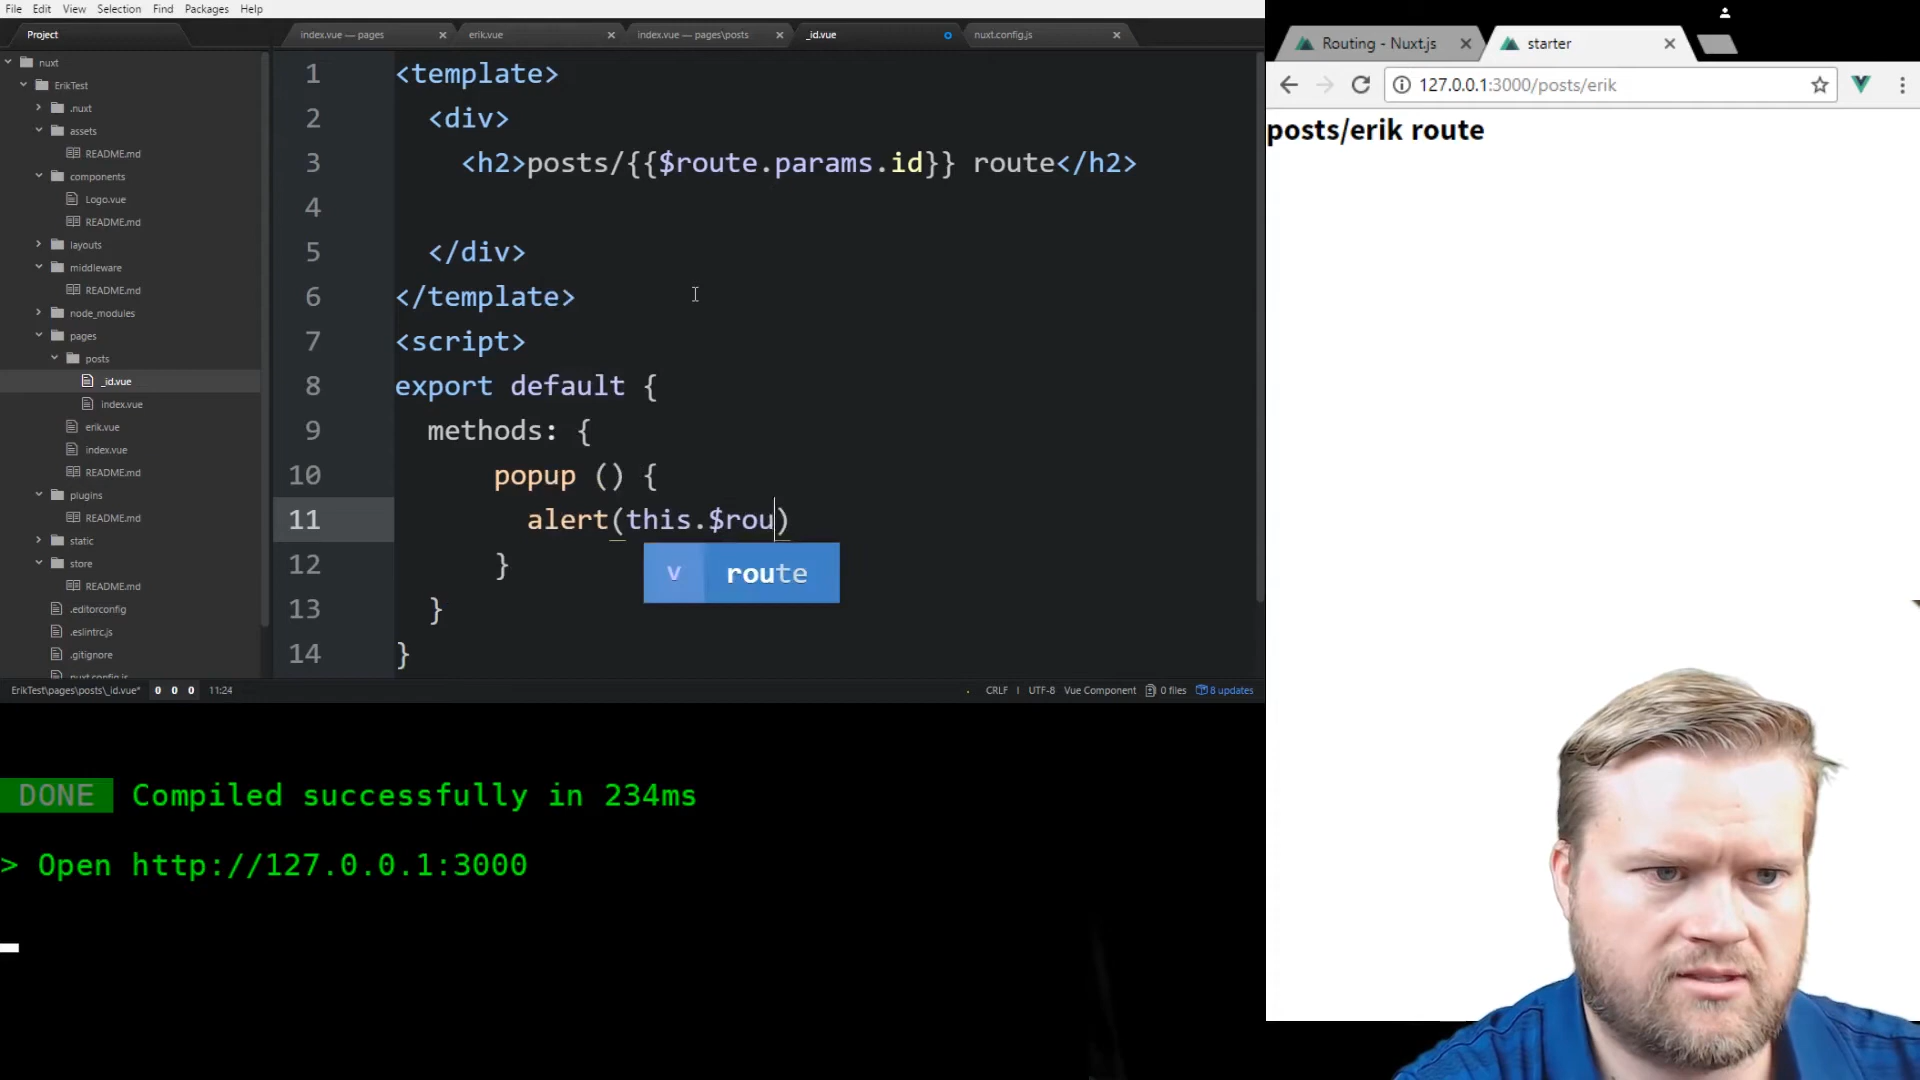 File Edit View Selection Find Packages Help
Project
nuxt
ErikTest
.nuxt
assets
README.md
components
Logo.vue
README.md
layouts
middleware
README.md
node_modules
pages
posts
_id.vue
index.vue
erik.vue
index.vue
README.md
plugins
README.md
static
store
README.md
.editorconfig
.eslintrc.js
.gitignore
nuxt.config.js
index.vue — pages
erik.vue
index.vue — pages\posts
_id.vue
nuxt.config.js
1 <template>
2 <div>
3 <h2>posts/{{$route.params.id}} route</h2>
4
5 </div>
6 </template>
7 <script>
8 export default {
9 methods: {
10 popup () {
11 alert(this.$rou)
v route
12 }
13 }
14 }
ErikTest\pages\posts\_id.vue* 0 0 0 11:24
CRLF UTF-8 Vue Component 0 files 8 updates
DONE Compiled successfully in 234ms
> Open http://127.0.0.1:3000
Routing - Nuxt.js
starter
127.0.0.1:3000/posts/erik
posts/erik route